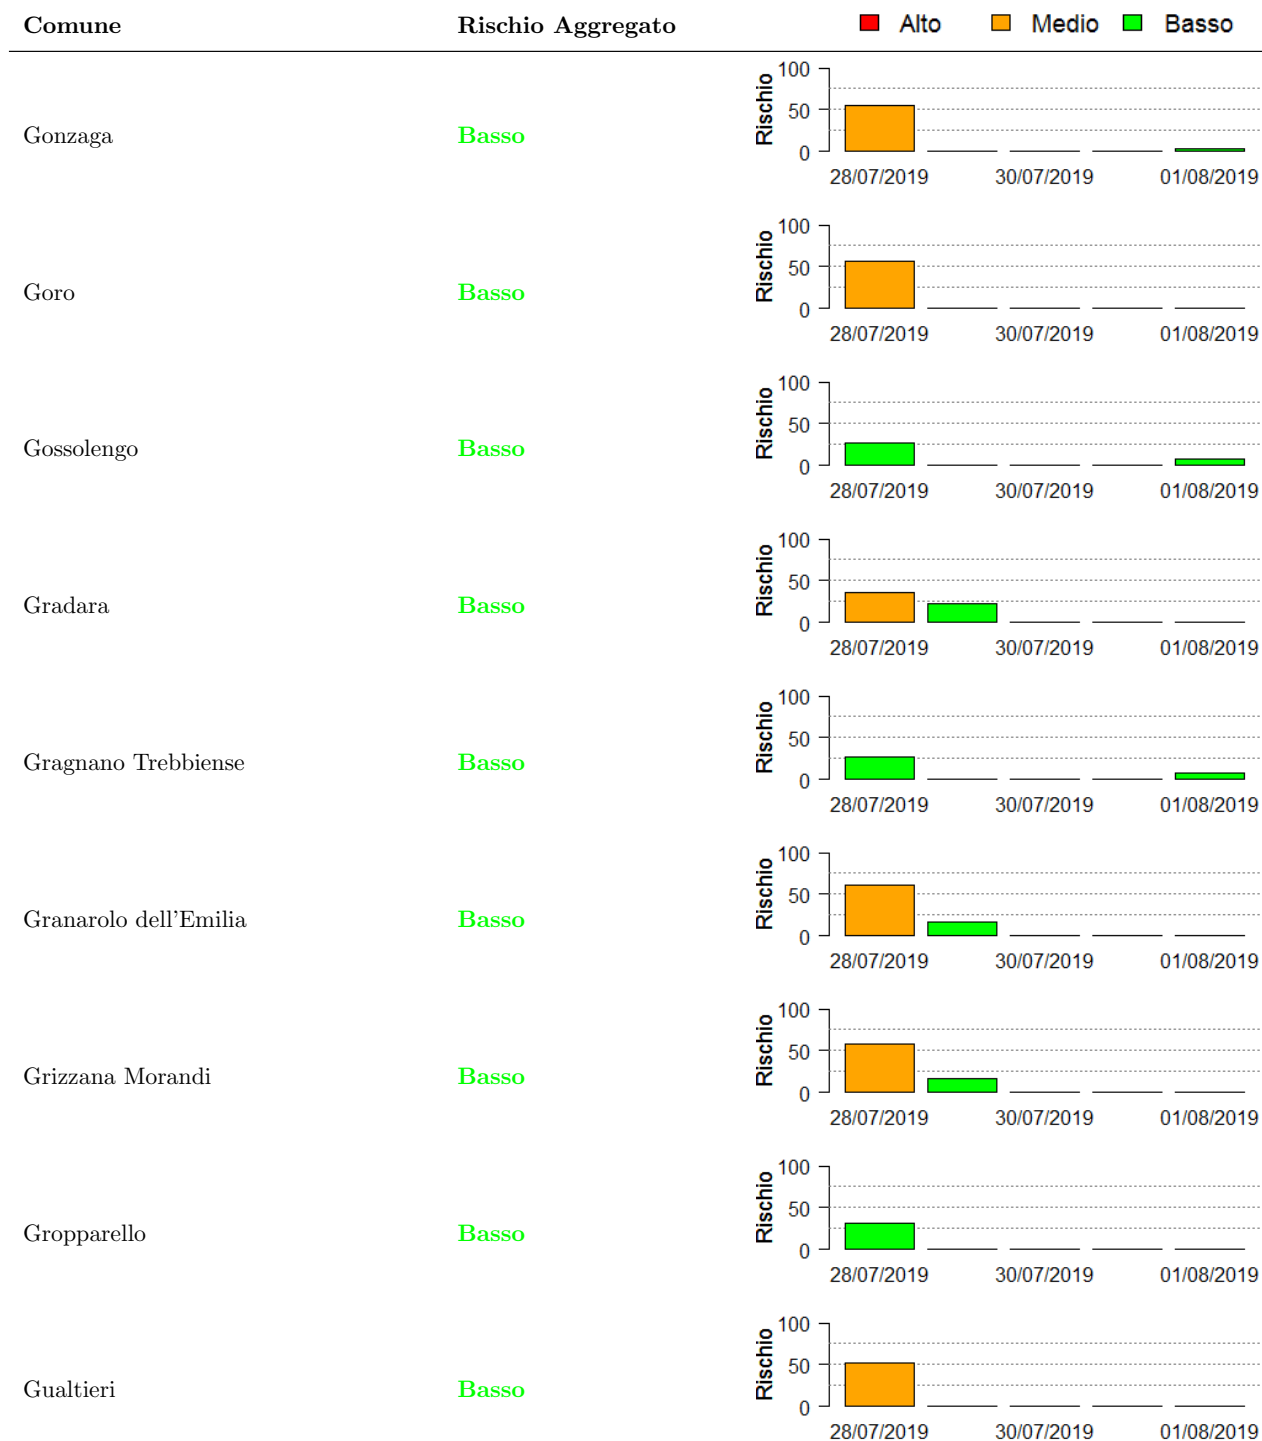 Comune Rischio Aggregato Alto Medio Basso
100
50
0
Rischio
Gonzaga Basso
28/07/2019 30/07/2019 01/08/2019
100
50
0
Rischio
Goro Basso
28/07/2019 30/07/2019 01/08/2019
100
50
0
Rischio
Gossolengo Basso
28/07/2019 30/07/2019 01/08/2019
100
50
0
Rischio
Gradara Basso
28/07/2019 30/07/2019 01/08/2019
100
50
0
Rischio
Gragnano Trebbiense Basso
28/07/2019 30/07/2019 01/08/2019
100
50
0
Rischio
Granarolo dell'Emilia Basso
28/07/2019 30/07/2019 01/08/2019
100
50
0
Rischio
Grizzana Morandi Basso
28/07/2019 30/07/2019 01/08/2019
100
50
0
Rischio
Gropparello Basso
28/07/2019 30/07/2019 01/08/2019
100
50
0
Rischio
Gualtieri Basso
28/07/2019 30/07/2019 01/08/2019